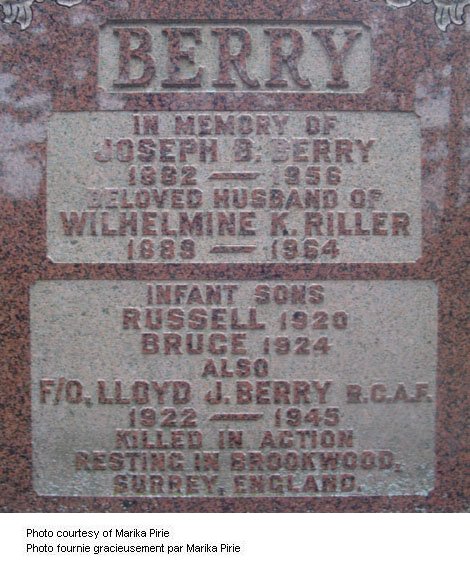 BERRY
IN MEMORY OF
JOSEPH B. BERRY
1882 — 1956
BELOVED HUSBAND OF
WILHELMINE K. RILLER
1889 — 1964
INFANT SONS
RUSSELL 1920
BRUCE 1924
ALSO
F/O. LLOYD J. BERRY R.C.A.F.
1922 — 1945
KILLED IN ACTION
RESTING IN BROOKWOOD,
SURREY, ENGLAND.
Photo courtesy of Marika Pirie
Photo fournie gracieusement par Marika Pirie